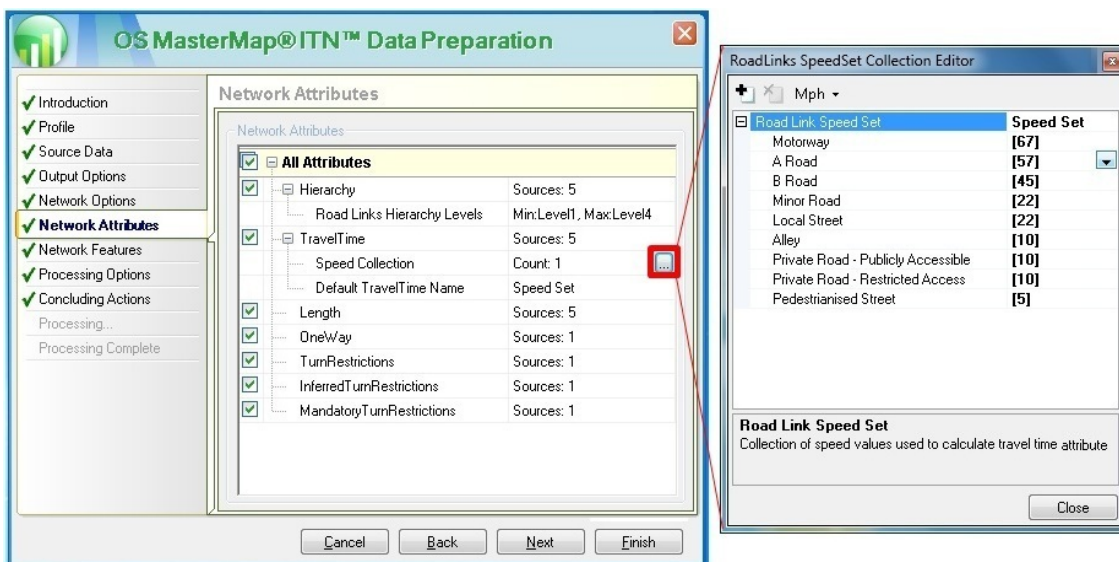 OS MasterMap® ITN™ Data Preparation
Introduction
Profile
Source Data
Output Options
Network Options
Network Attributes
Network Features
Processing Options
Concluding Actions
Processing...
Processing Complete
Network Attributes
Network Attributes
All Attributes
Hierarchy Sources: 5
Road Links Hierarchy Levels Min:Level1, Max:Level4
TravelTime Sources: 5
Speed Collection Count: 1 ...
Default TravelTime Name Speed Set
Length Sources: 5
OneWay Sources: 1
TurnRestrictions Sources: 1
InferredTurnRestrictions Sources: 1
MandatoryTurnRestrictions Sources: 1
Cancel Back Next Finish
RoadLinks SpeedSet Collection Editor
Mph
Road Link Speed Set Speed Set
Motorway [67]
A Road [57]
B Road [45]
Minor Road [22]
Local Street [22]
Alley [10]
Private Road - Publicly Accessible [10]
Private Road - Restricted Access [10]
Pedestrianised Street [5]
Road Link Speed Set
Collection of speed values used to calculate travel time attribute
Close